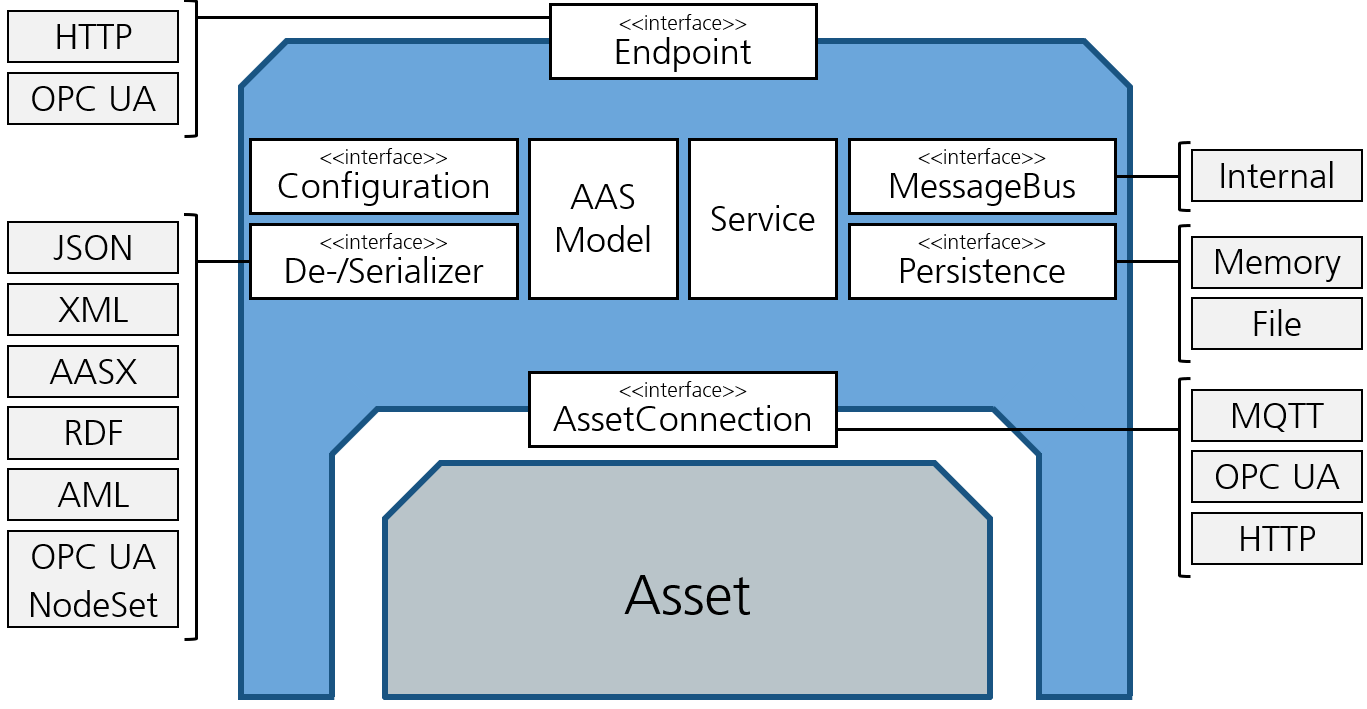 HTTP
OPC UA
<<interface>>
Endpoint
<<interface>>
Configuration
<<interface>>
De-/Serializer
AAS
Model
Service
<<interface>>
MessageBus
<<interface>>
Persistence
Internal
Memory
File
JSON
XML
AASX
RDF
AML
OPC UA
NodeSet
<<interface>>
AssetConnection
MQTT
OPC UA
HTTP
Asset